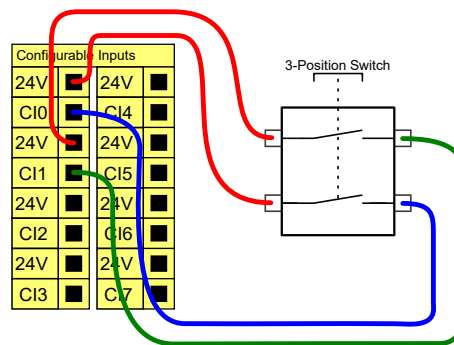 Configurable Inputs
3-Position Switch
24V 24V
CI0 CI4
24V 24V
CI1 CI5
24V 24V
CI2 CI6
24V 24V
CI3 CI7